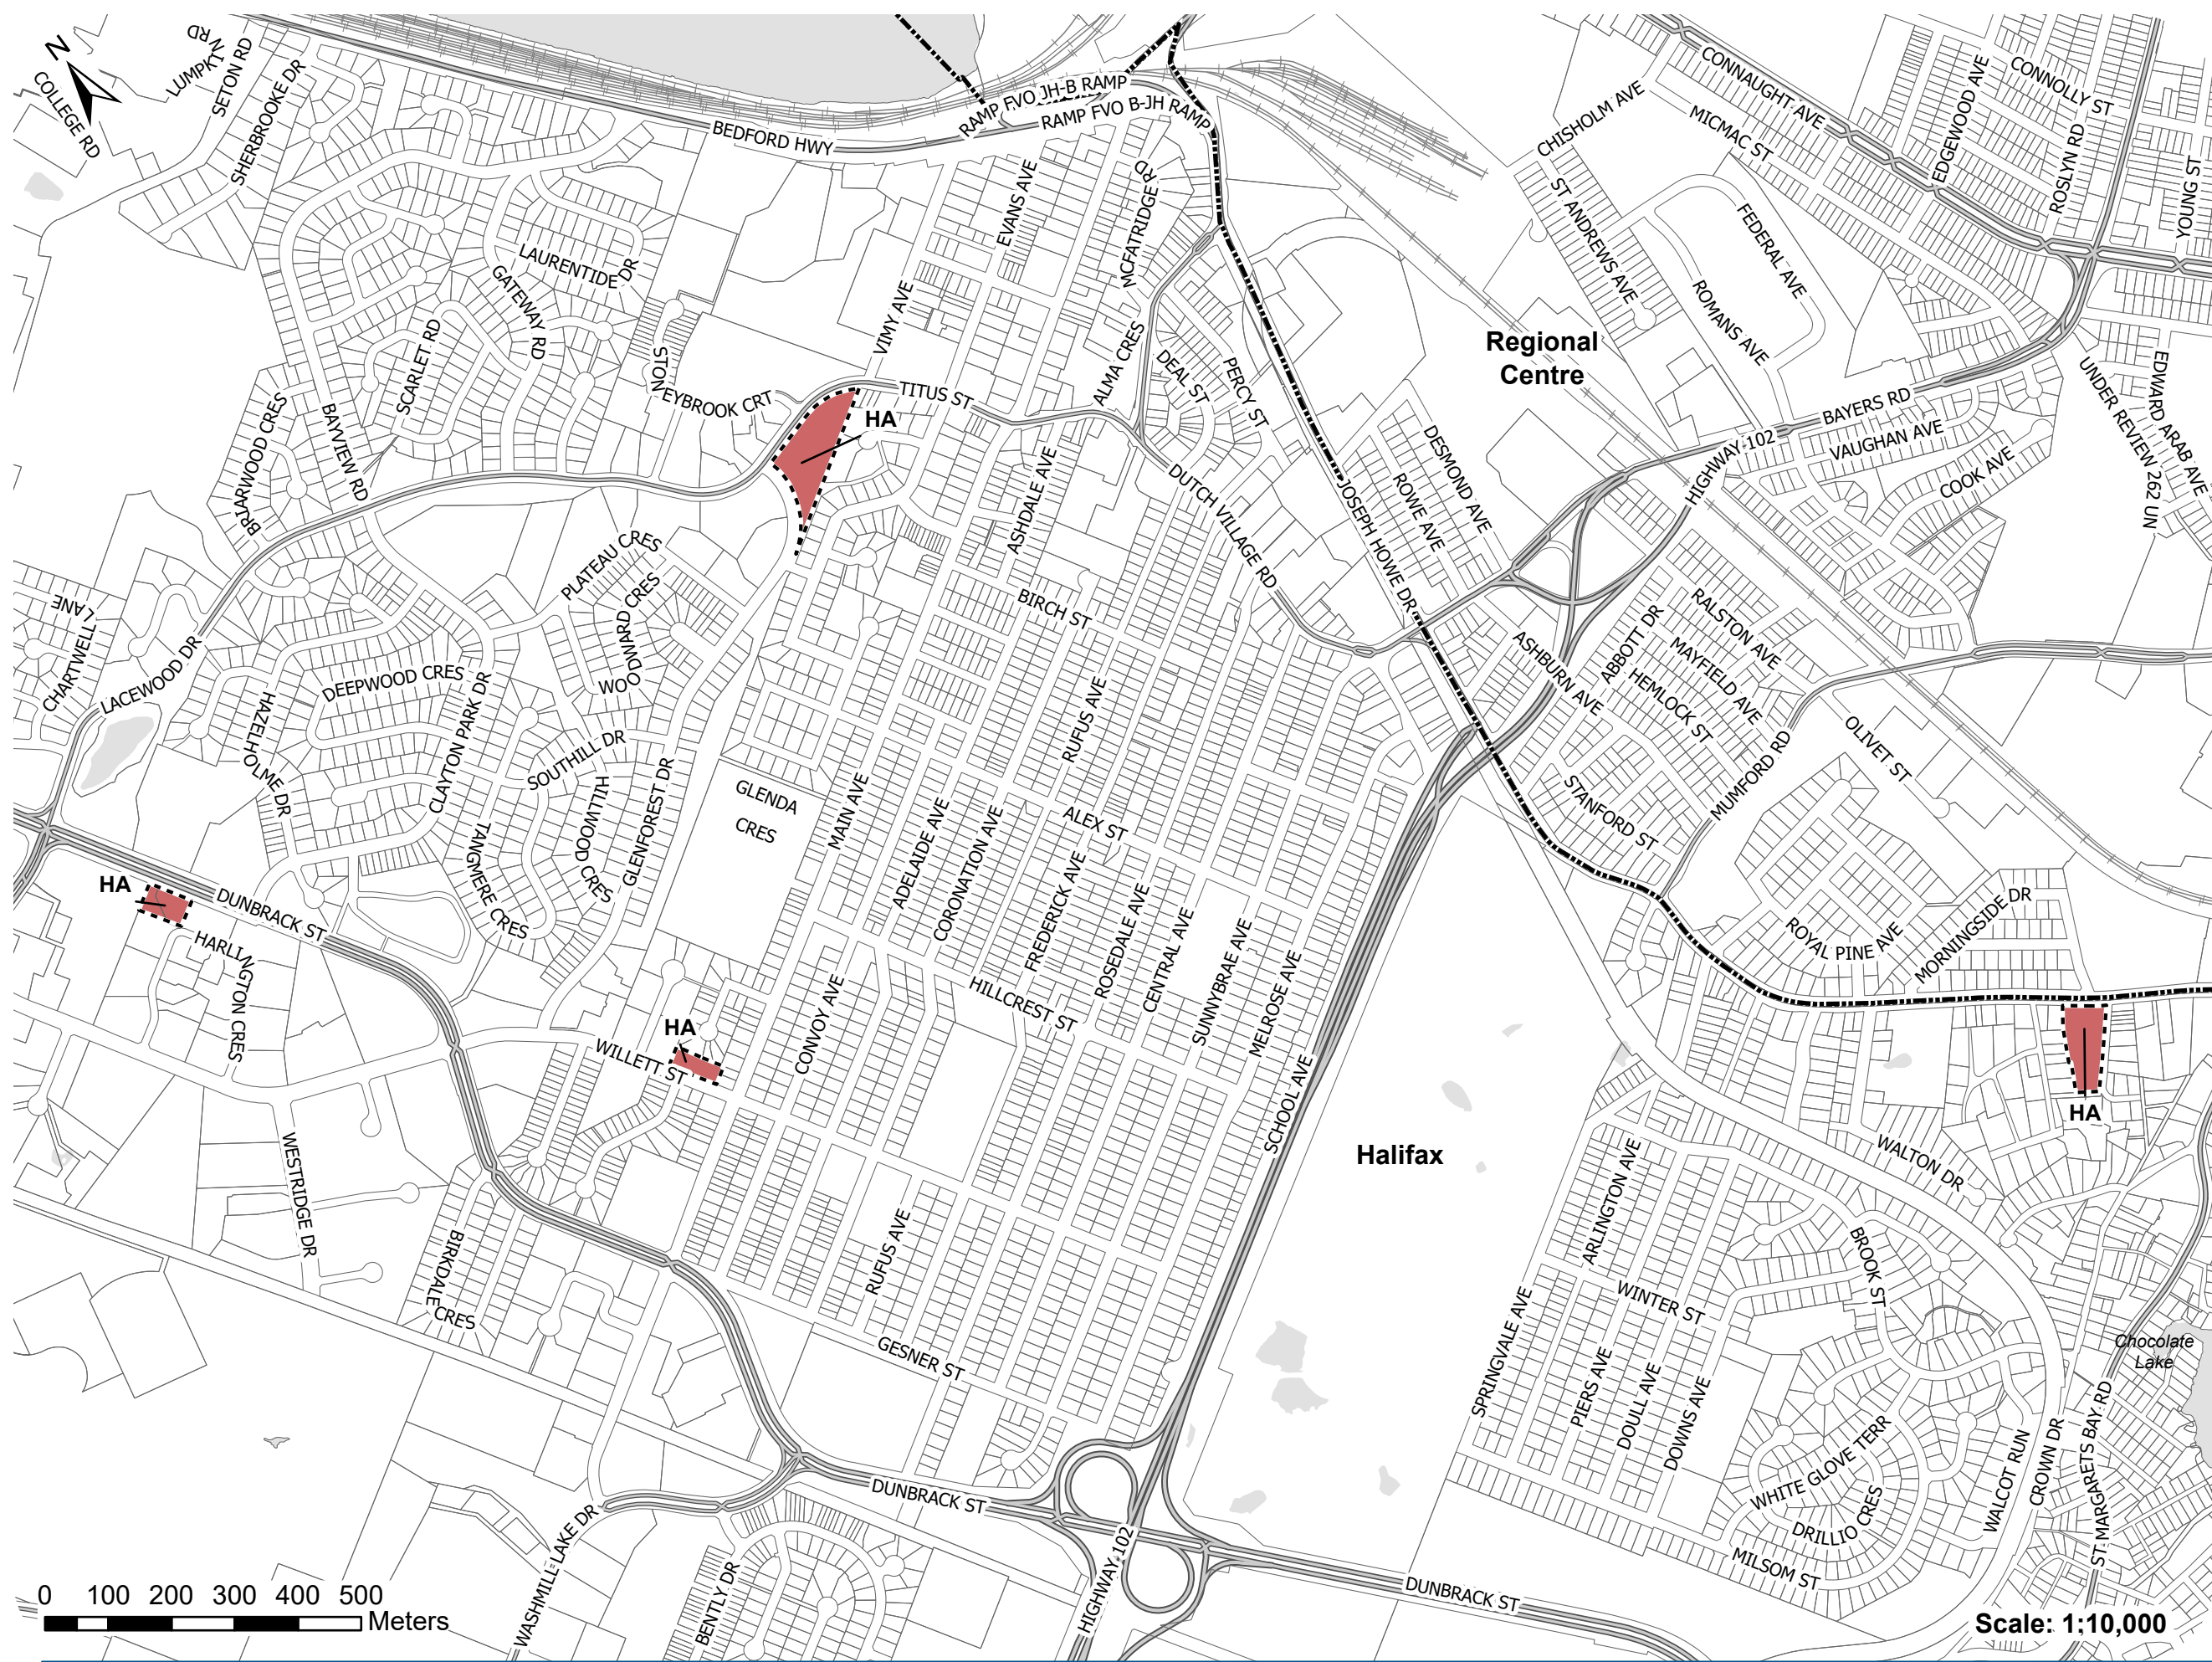 N
COLLEGE RD
LUMPKIN RD
SETON RD
SHERBROOKE DR
BEDFORD HWY
RAMP FVO JH-B RAMP
RAMP FVO B-JH RAMP
CONNAUGHT AVE
MICMAC ST
CHISHOLM AVE
EDGEWOOD AVE
CONNOLLY ST
ROSLYN RD
YOUNG ST
ST ANDREWS AVE
FEDERAL AVE
ROMANS AVE
EVANS AVE
MCFATRIDGE RD
LAURENTIDE DR
GATEWAY RD
SCARLET RD
STONEYBROOK CRT
VIMY AVE
TITUS ST
HA
ALMA CRES
DEAL ST
PERCY ST
Regional
Centre
BAYERS RD
HIGHWAY 102
VAUGHAN AVE
COOK AVE
UNDER REVIEW 262 UN
EDWARD ARAB AVE
BRIARWOOD CRES
BAYVIEW RD
DESMOND AVE
ROWE AVE
JOSEPH HOWE DR
DUTCH VILLAGE RD
ASHDALE AVE
BIRCH ST
PLATEAU CRES
WOODWARD CRES
CHARTWELL LANE
LACEWOOD DR
DEEPWOOD CRES
HAZELHOLME DR
CLAYTON PARK DR
SOUTHILL DR
HILLWOOD CRES
TANGMERE CRES
GLENFOREST DR
GLENDA
CRES
MAIN AVE
ADELAIDE AVE
CORONATION AVE
RUFUS AVE
ALEX ST
FREDERICK AVE
ROSEDALE AVE
CENTRAL AVE
SUNNYBRAE AVE
MELROSE AVE
ASHBURN AVE
ABBOTT DR
RALSTON AVE
MAYFIELD AVE
HEMLOCK ST
STANFORD ST
MUMFORD RD
OLIVET ST
ROYAL PINE AVE
MORNINGSIDE DR
HA
DUNBRACK ST
HARLINGTON CRES
HA
WILLETT ST
CONVOY AVE
HILLCREST ST
SCHOOL AVE
Halifax
HA
WALTON DR
WESTRIDGE DR
BIRKDALE CRES
RUFUS AVE
GESNER ST
ARLINGTON AVE
SPRINGVALE AVE
WINTER ST
PIERS AVE
DOULL AVE
DOWNS AVE
BROOK ST
Chocolate
Lake
WHITE GLOVE TERR
DRILLIO CRES
WALCOT RUN
CROWN DR
ST. MARGARETS BAY RD
MILSOM ST
DUNBRACK ST
WASHMILL LAKE DR
BENTLY DR
HIGHWAY 102
DUNBRACK ST
0 100 200 300 400 500
Meters
Scale: 1:10,000